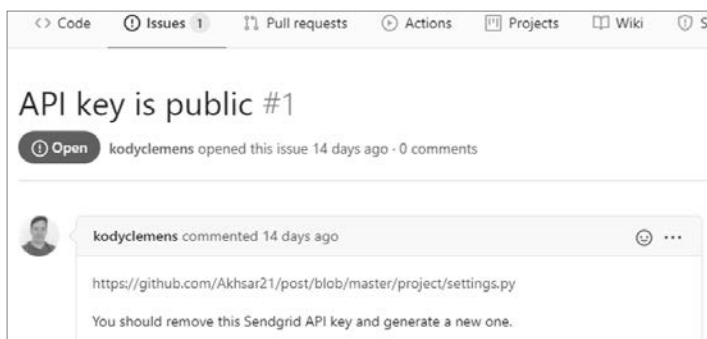 <> Code Issues 1 Pull requests Actions Projects Wiki S
API key is public #1
Open kodyclemens opened this issue 14 days ago · 0 comments
kodyclemens commented 14 days ago ...
https://github.com/Akhsar21/post/blob/master/project/settings.py
You should remove this Sendgrid API key and generate a new one.